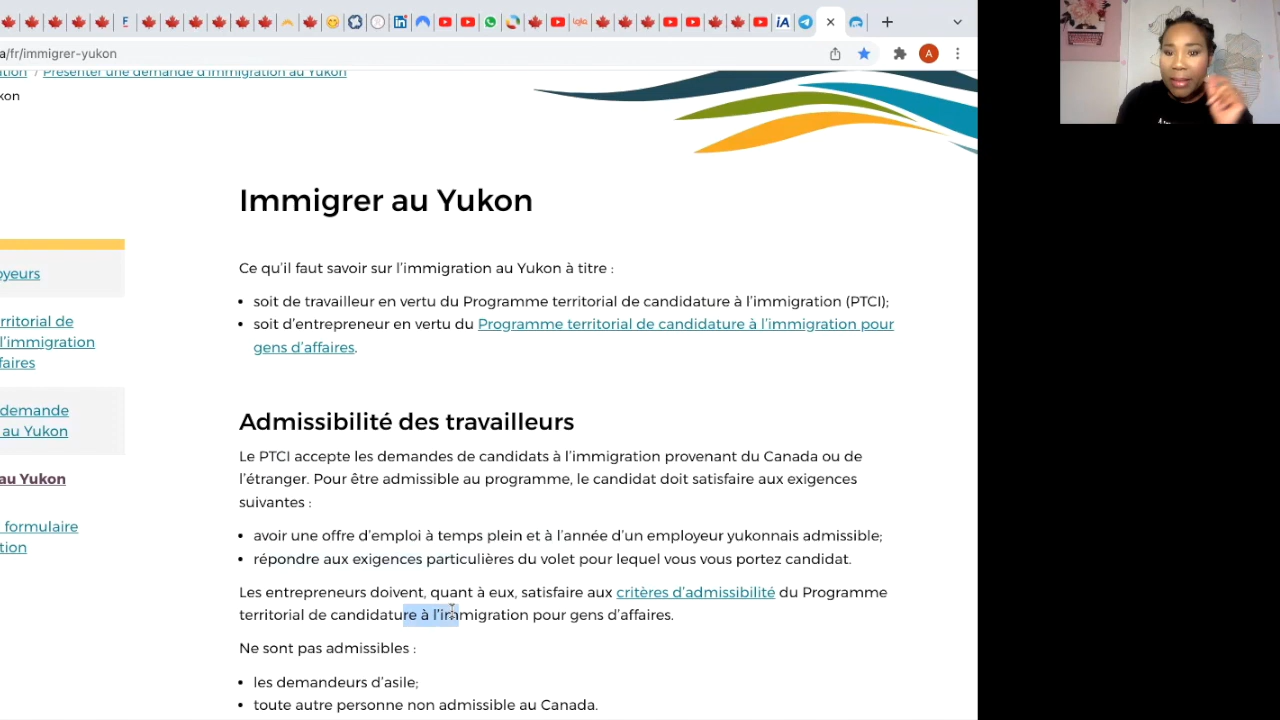 a/fr/immigrer-yukon
ation / Présenter une demande d'immigration au Yukon
kon
Immigrer au Yukon
oyeurs
rritorial de
l'immigration
faires
demande
au Yukon
au Yukon
formulaire
tion
Ce qu'il faut savoir sur l'immigration au Yukon à titre :
• soit de travailleur en vertu du Programme territorial de candidature à l'immigration (PTCI);
• soit d'entrepreneur en vertu du Programme territorial de candidature à l'immigration pour
gens d'affaires.
Admissibilité des travailleurs
Le PTCI accepte les demandes de candidats à l'immigration provenant du Canada ou de
l'étranger. Pour être admissible au programme, le candidat doit satisfaire aux exigences
suivantes :
• avoir une offre d'emploi à temps plein et à l'année d'un employeur yukonnais admissible;
• répondre aux exigences particulières du volet pour lequel vous vous portez candidat.
Les entrepreneurs doivent, quant à eux, satisfaire aux critères d'admissibilité du Programme
territorial de candidature à l'immigration pour gens d'affaires.
Ne sont pas admissibles :
• les demandeurs d'asile;
• toute autre personne non admissible au Canada.